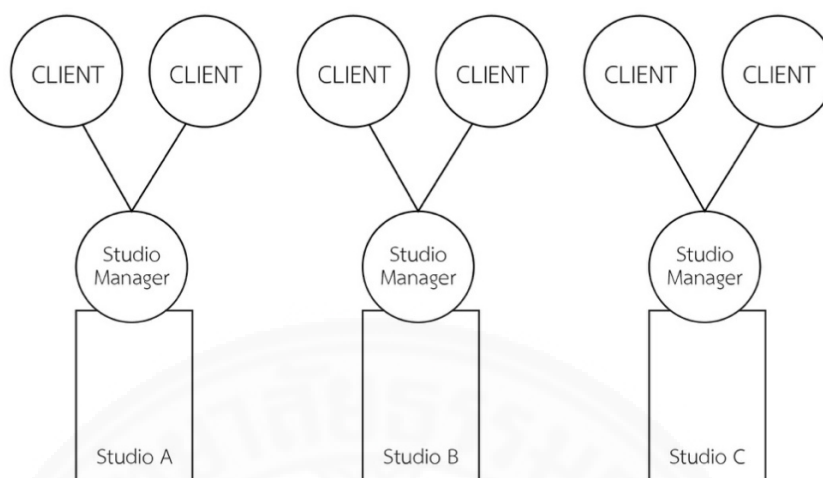 CLIENT CLIENT CLIENT CLIENT CLIENT CLIENT
Studio Manager
Studio Manager
Studio Manager
Studio A Studio B Studio C